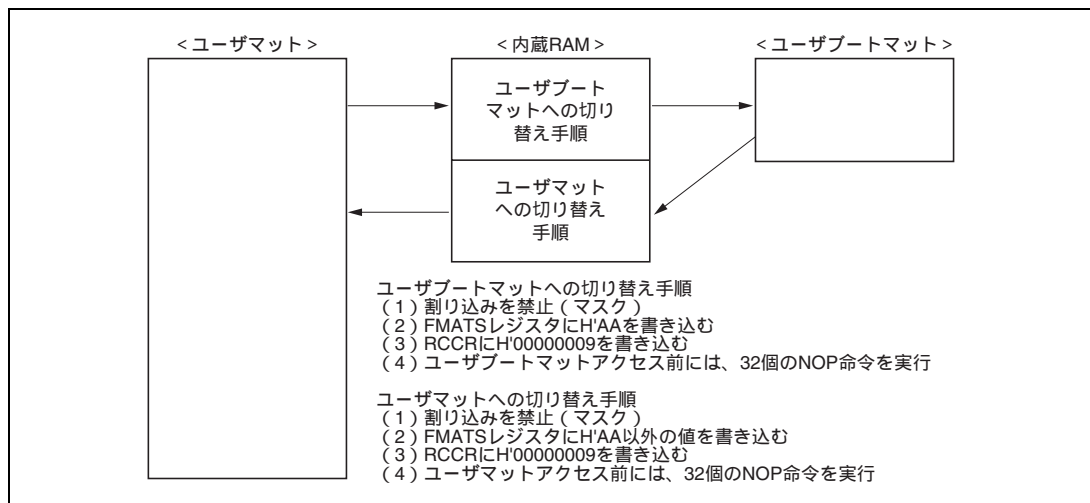 ＜ユーザマット＞
＜内蔵RAM＞
＜ユーザブートマット＞
ユーザブート
マットへの切り
替え手順
ユーザマット
への切り替え
手順
ユーザブートマットへの切り替え手順
（1）割り込みを禁止（マスク）
（2）FMATSレジスタにH'AAを書き込む
（3）RCCRにH'00000009を書き込む
（4）ユーザブートマットアクセス前には、32個のNOP命令を実行
ユーザマットへの切り替え手順
（1）割り込みを禁止（マスク）
（2）FMATSレジスタにH'AA以外の値を書き込む
（3）RCCRにH'00000009を書き込む
（4）ユーザマットアクセス前には、32個のNOP命令を実行